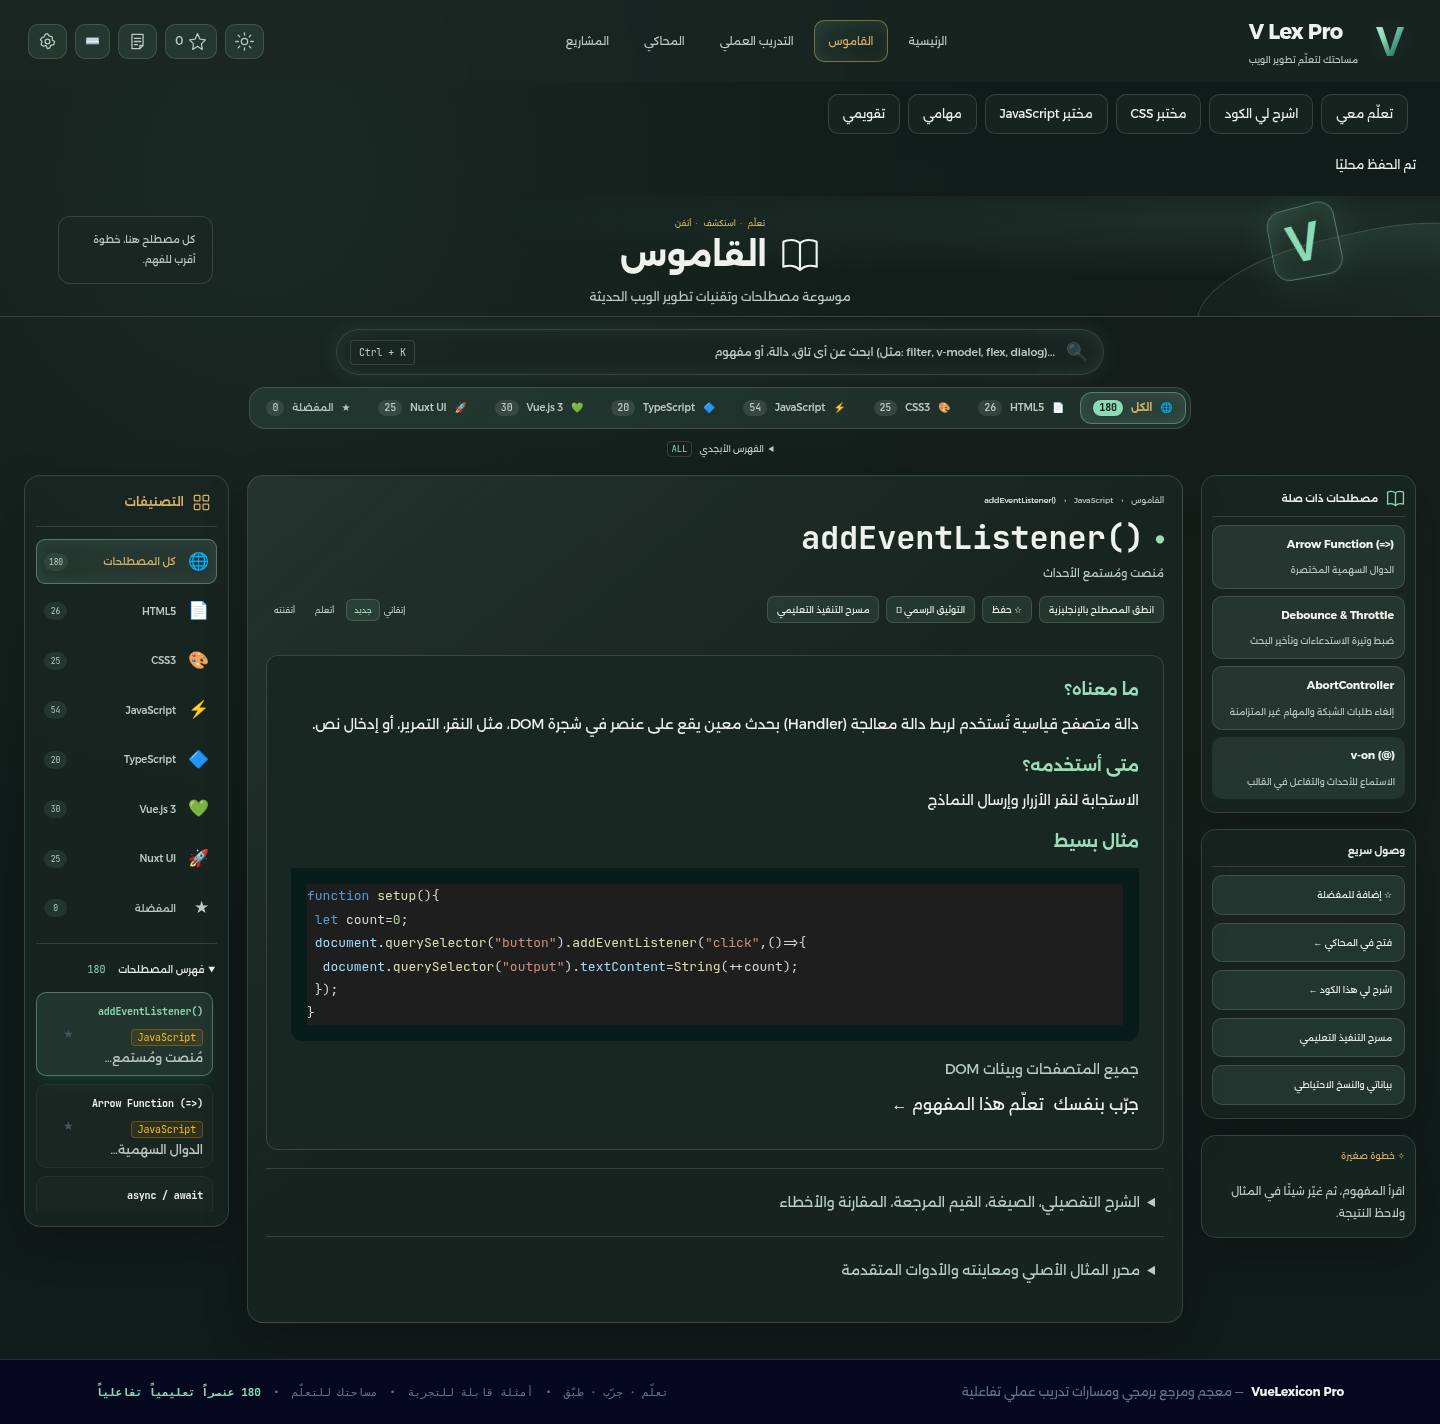 V
V Lex Pro
مساحتك لتعلّم تطوير الويب
الرئيسية
القاموس
التدريب العملي
المحاكي
المشاريع
0
تعلّم معي
اشرح لي الكود
مختبر CSS
مختبر JavaScript
مهامي
تقويمي
تم الحفظ محليًا
V
تعلّم · استكشف · أتقن
القاموس
موسوعة مصطلحات وتقنيات تطوير الويب الحديثة
كل مصطلح هنا، خطوة
أقرب للفهم.
ابحث عن أي تاق، دالة، أو مفهوم (مثل: filter, v-model, flex, dialog)...
Ctrl + K
الكل 180
HTML5 26
CSS3 25
JavaScript 54
TypeScript 20
Vue.js 3 30
Nuxt UI 25
★ المفضلة 0
الفهرس الأبجدي ALL
مصطلحات ذات صلة
Arrow Function (=>)
الدوال السهمية المختصرة
Debounce & Throttle
ضبط وتيرة الاستدعاءات وتأخير البحث
AbortController
إلغاء طلبات الشبكة والمهام غير المتزامنة
v-on (@)
الاستماع للأحداث والتفاعل في القالب
وصول سريع
☆ إضافة للمفضلة
فتح في المحاكي ←
اشرح لي هذا الكود ←
مسرح التنفيذ التعليمي
بياناتي والنسخ الاحتياطي
✧ خطوة صغيرة
اقرأ المفهوم، ثم غيّر شيئًا في المثال
ولاحظ النتيجة.
القاموس › JavaScript › addEventListener()
addEventListener()
مُنصت ومُستمع الأحداث
انطق المصطلح بالإنجليزية
☆ حفظ
التوثيق الرسمي
مسرح التنفيذ التعليمي
إتقاني
جديد
أتعلم
أتقنته
ما معناه؟
دالة متصفح قياسية تُستخدم لربط دالة معالجة (Handler) بحدث معين يقع على عنصر في شجرة DOM، مثل النقر، التمرير، أو إدخال نص.
متى أستخدمه؟
الاستجابة لنقر الأزرار وإرسال النماذج
مثال بسيط
function setup(){
let count=0;
document.querySelector("button").addEventListener("click",()=>{
document.querySelector("output").textContent=String(++count);
});
}
جميع المتصفحات وبيئات DOM
جرّب بنفسك تعلّم هذا المفهوم ←
الشرح التفصيلي، الصيغة، القيم المرجعة، المقارنة والأخطاء
محرر المثال الأصلي ومعاينته والأدوات المتقدمة
التصنيفات
كل المصطلحات 180
HTML5 26
CSS3 25
JavaScript 54
TypeScript 20
Vue.js 3 30
Nuxt UI 25
★ المفضلة 0
فهرس المصطلحات 180
addEventListener()
JavaScript
★
مُنصت ومُستمع...
Arrow Function (=>)
JavaScript
★
الدوال السهمية...
async / await
VueLexicon Pro — معجم ومرجع برمجي ومسارات تدريب عملي تفاعلية
تعلّم · جرّب · طبّق • أمثلة قابلة للتجربة • مساحتك للتعلّم • 180 عنصراً تعليمياً تفاعلياً